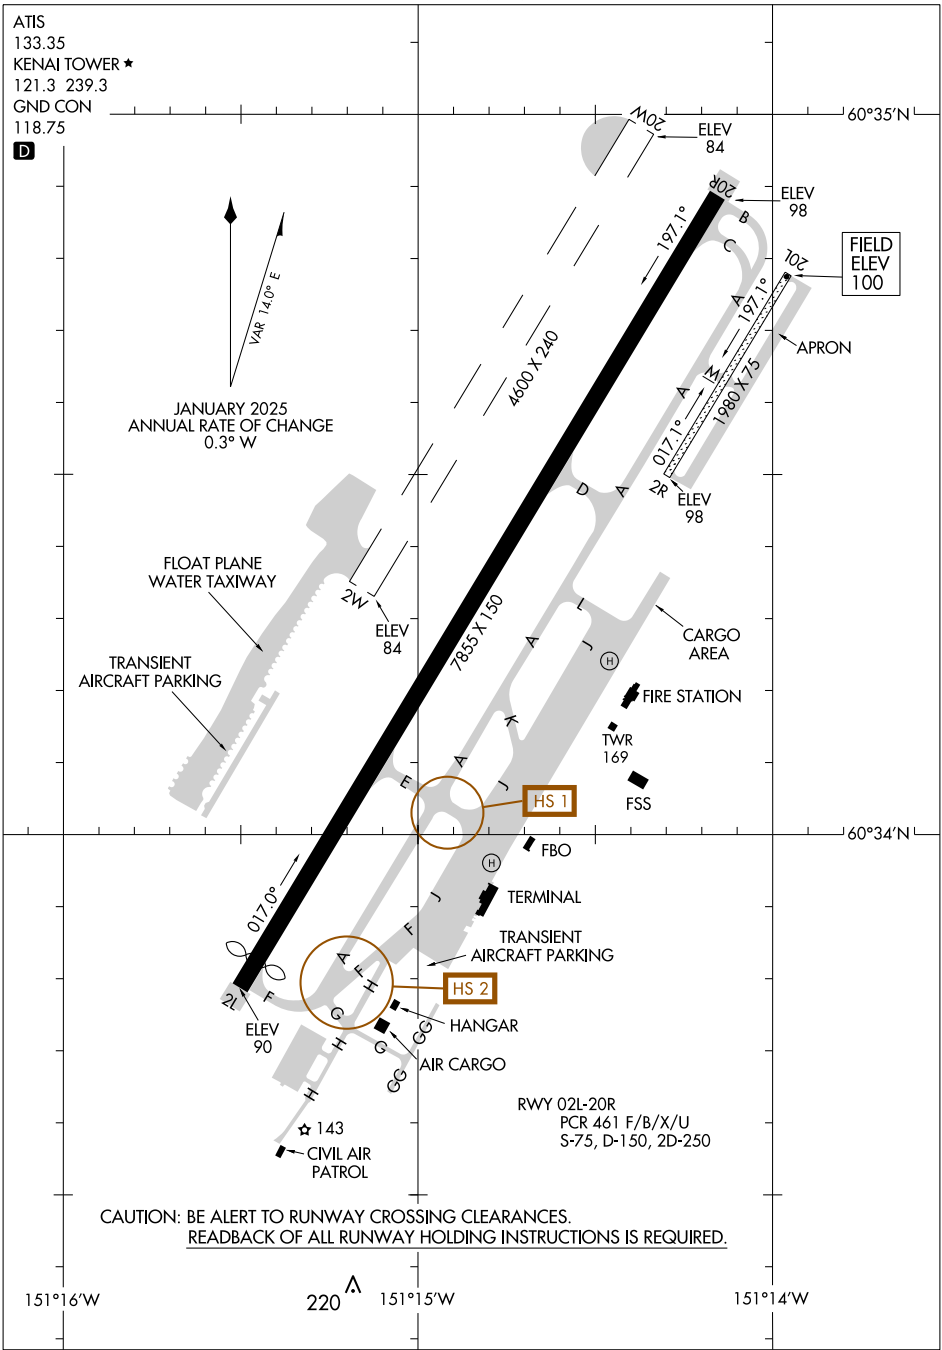 ATIS
133.35
KENAI TOWER ★
121.3 239.3
GND CON
118.75
D
60°35′N
20W
ELEV
84
20R
ELEV
98
B
C
197.1°
20L
FIELD
ELEV
100
VAR 14.0° E
JANUARY 2025
ANNUAL RATE OF CHANGE
0.3° W
4600 X 240
A
197.1°
APRON
M
A
1980 X 75
017.1°
2R
ELEV
98
D
A
FLOAT PLANE
WATER TAXIWAY
2W
ELEV
84
7855 X 150
L
A
J
H
CARGO
AREA
TRANSIENT
AIRCRAFT PARKING
FIRE STATION
K
TWR
169
A
E
J
FSS
HS 1
60°34′N
FBO
H
017.0°
J
TERMINAL
F
TRANSIENT
AIRCRAFT PARKING
A
F
H
HS 2
2L
F
ELEV
90
G
HANGAR
H
G
GG
AIR CARGO
GG
H
RWY 02L-20R
PCR 461 F/B/X/U
S-75, D-150, 2D-250
143
CIVIL AIR
PATROL
CAUTION: BE ALERT TO RUNWAY CROSSING CLEARANCES.
READBACK OF ALL RUNWAY HOLDING INSTRUCTIONS IS REQUIRED.
151°16′W
220
151°15′W
151°14′W